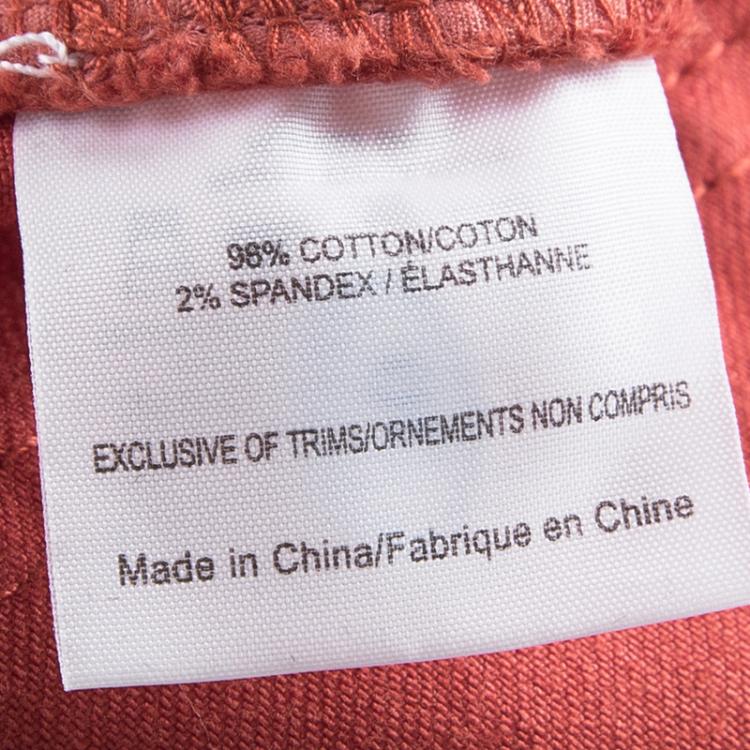 98% COTTON/COTON
2% SPANDEX / ÉLASTHANNE
EXCLUSIVE OF TRIMS/ORNEMENTS NON COMPRIS
Made in China/Fabrique en Chine